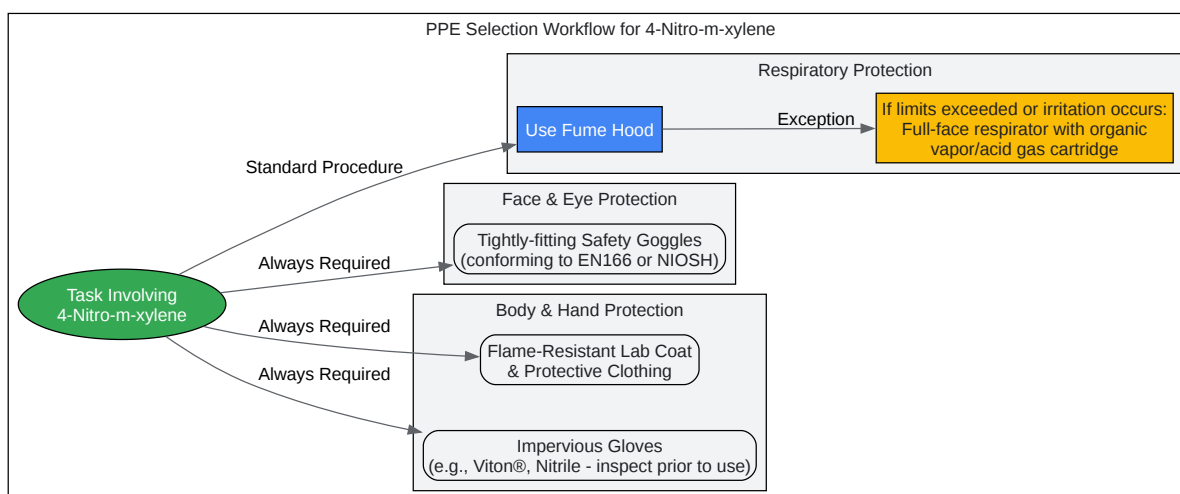 PPE Selection Workflow for 4-Nitro-m-xylene
Respiratory Protection
Use Fume Hood
Exception
If limits exceeded or irritation occurs:
Full-face respirator with organic
vapor/acid gas cartridge
Standard Procedure
Face & Eye Protection
Tightly-fitting Safety Goggles
(conforming to EN166 or NIOSH)
Always Required
Task Involving
4-Nitro-m-xylene
Body & Hand Protection
Always Required
Flame-Resistant Lab Coat
& Protective Clothing
Always Required
Impervious Gloves
(e.g., Viton®, Nitrile - inspect prior to use)